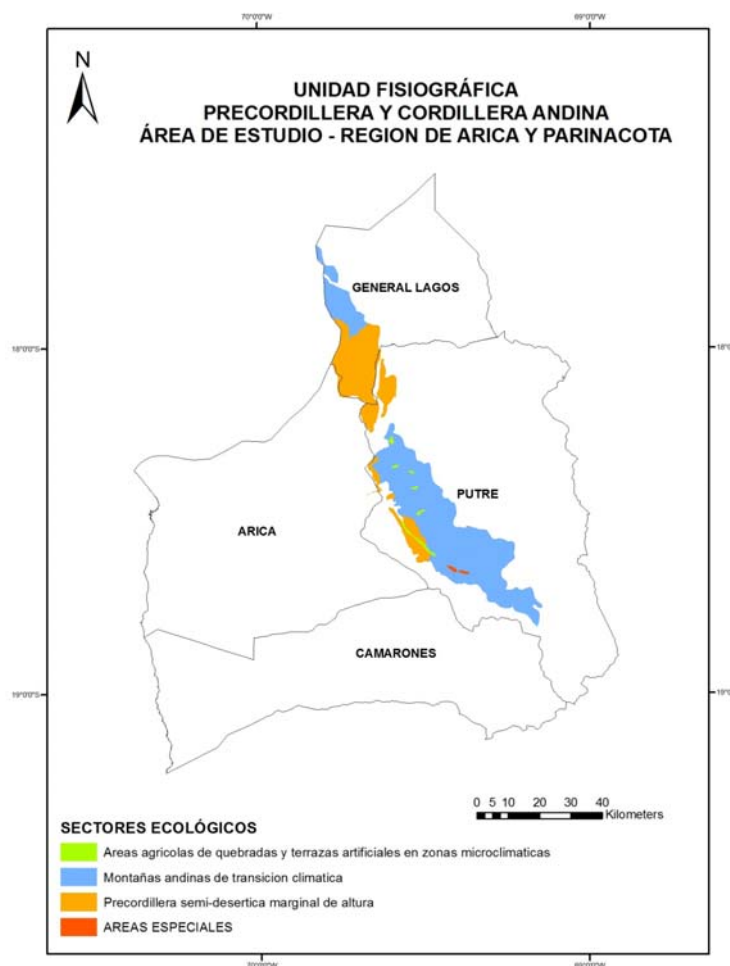 70°0'0"W
69°0'0"W
N
UNIDAD FISIOGRÁFICA
PRECORDILLERA Y CORDILLERA ANDINA
ÁREA DE ESTUDIO - REGION DE ARICA Y PARINACOTA
GENERAL LAGOS
18°0'0"S
PUTRE
ARICA
CAMARONES
19°0'0"S
0 5 10 20 30 40
Kilometers
SECTORES ECOLÓGICOS
Areas agricolas de quebradas y terrazas artificiales en zonas microclimaticas
Montañas andinas de transicion climatica
Precordillera semi-desertica marginal de altura
AREAS ESPECIALES